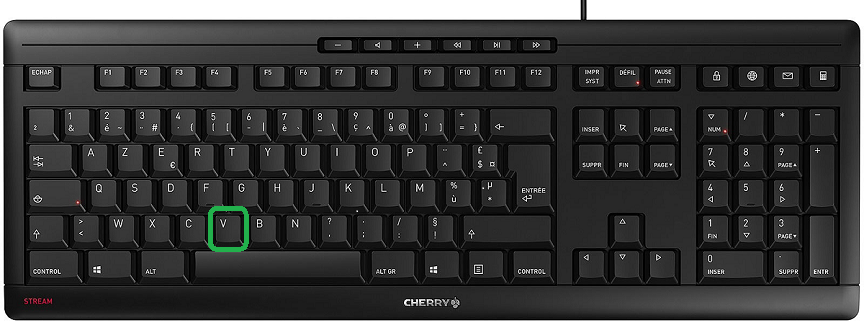 − +
ECHAP F1 F2 F3 F4 F5 F6 F7 F8 F9 F10 F11 F12 IMPR SYST DÉFIL PAUSE ATTN
² 1 & 2 é ~ 3 " # 4 ' { 5 ( [ 6 - | 7 è ` 8 _ \ 9 ç ^ 0 à @ ° ) ] + = } INSER PAGE▲ NUM / * −
A Z E € R T Y U I O P ¨ ^ £ $ ¤ SUPPR FIN PAGE▼ 7 8 9 PAGE▲ +
Q S D F G H J K L M % ù µ * ENTRÉE 4 5 6
> < W X C V B N ? , . ; / : § ! 1 FIN 2 3 PAGE▼
CONTROL ALT ALT GR CONTROL 0 INSER . SUPPR ENTR
STREAM CHERRY